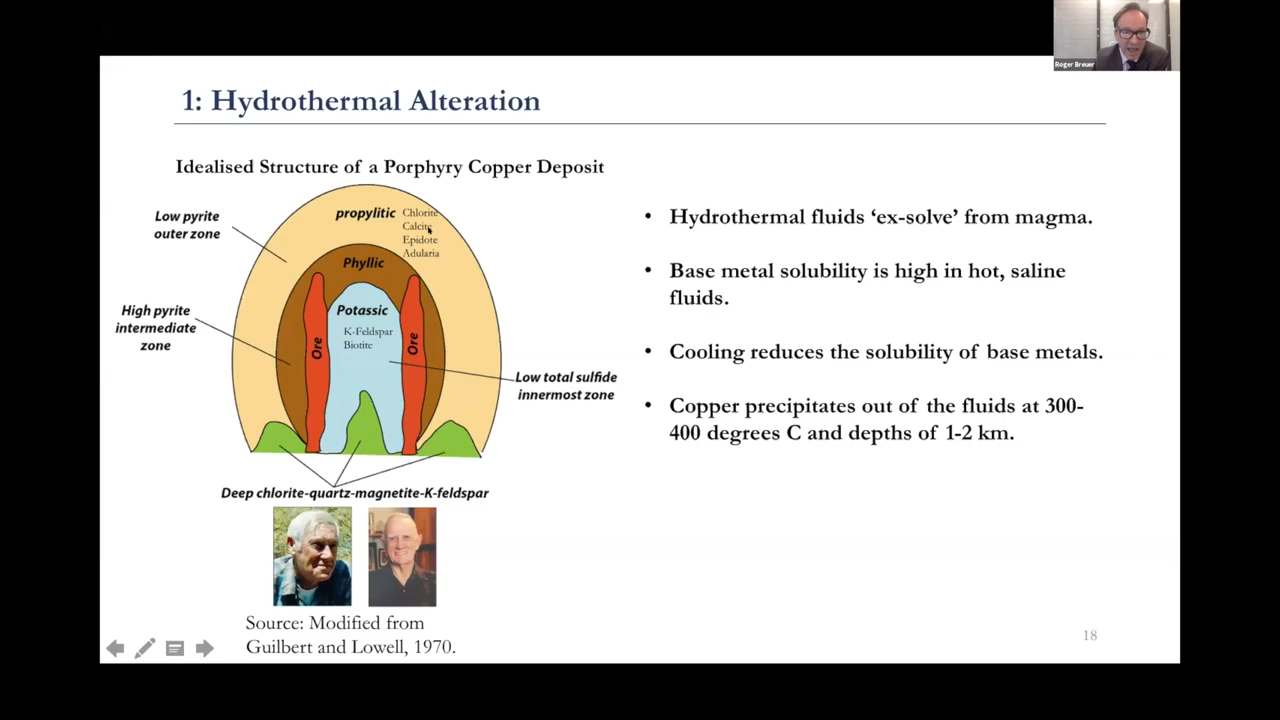 Roger Breuer
1: Hydrothermal Alteration
Idealised Structure of a Porphyry Copper Deposit
Low pyrite
outer zone
propylitic
Chlorite
Calcite
Epidote
Adularia
Phyllic
High pyrite
intermediate
zone
Potassic
K-Feldspar
Biotite
Ore
Ore
Low total sulfide
innermost zone
Deep chlorite-quartz-magnetite-K-feldspar
Source: Modified from
Guilbert and Lowell, 1970.
• Hydrothermal fluids ‘ex-solve’ from magma.
• Base metal solubility is high in hot, saline
fluids.
• Cooling reduces the solubility of base metals.
• Copper precipitates out of the fluids at 300-
400 degrees C and depths of 1-2 km.
18